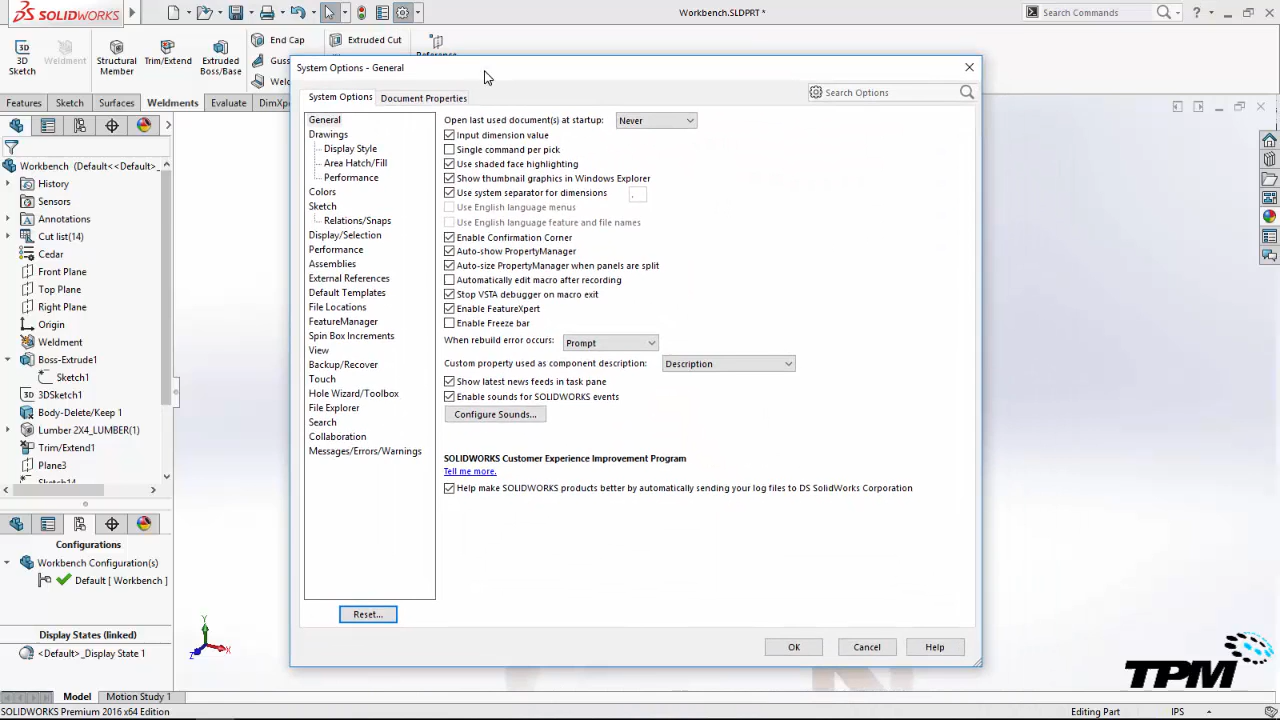 SOLIDWORKS
Workbench.SLDPRT *
Search Commands
3D Sketch
Weldment
Structural Member
Trim/Extend
Extruded Boss/Base
End Cap
Extruded Cut
Features
Sketch
Surfaces
Weldments
Evaluate
Workbench (Default<<Default>_
History
Sensors
Annotations
Cut list(14)
Cedar
Front Plane
Top Plane
Right Plane
Origin
Weldment
Boss-Extrude1
Sketch1
3DSketch1
Body-Delete/Keep 1
Lumber 2X4_LUMBER(1)
Trim/Extend1
Plane3
Configurations
Workbench Configuration(s)
Default [ Workbench ]
Display States (linked)
<Default>_Display State 1
System Options - General
System Options
Document Properties
Search Options
General
Drawings
Display Style
Area Hatch/Fill
Performance
Colors
Sketch
Relations/Snaps
Display/Selection
Performance
Assemblies
External References
Default Templates
File Locations
FeatureManager
Spin Box Increments
View
Backup/Recover
Touch
Hole Wizard/Toolbox
File Explorer
Search
Collaboration
Messages/Errors/Warnings
Reset...
Open last used document(s) at startup: Never
Input dimension value
Single command per pick
Use shaded face highlighting
Show thumbnail graphics in Windows Explorer
Use system separator for dimensions .
Use English language menus
Use English language feature and file names
Enable Confirmation Corner
Auto-show PropertyManager
Auto-size PropertyManager when panels are split
Automatically edit macro after recording
Stop VSTA debugger on macro exit
Enable FeatureXpert
Enable Freeze bar
When rebuild error occurs: Prompt
Custom property used as component description: Description
Show latest news feeds in task pane
Enable sounds for SOLIDWORKS events
Configure Sounds...
SOLIDWORKS Customer Experience Improvement Program
Tell me more.
Help make SOLIDWORKS products better by automatically sending your log files to DS SolidWorks Corporation
OK
Cancel
Help
Y
X
Z
TPM
Model
Motion Study 1
SOLIDWORKS Premium 2016 x64 Edition
Editing Part
IPS